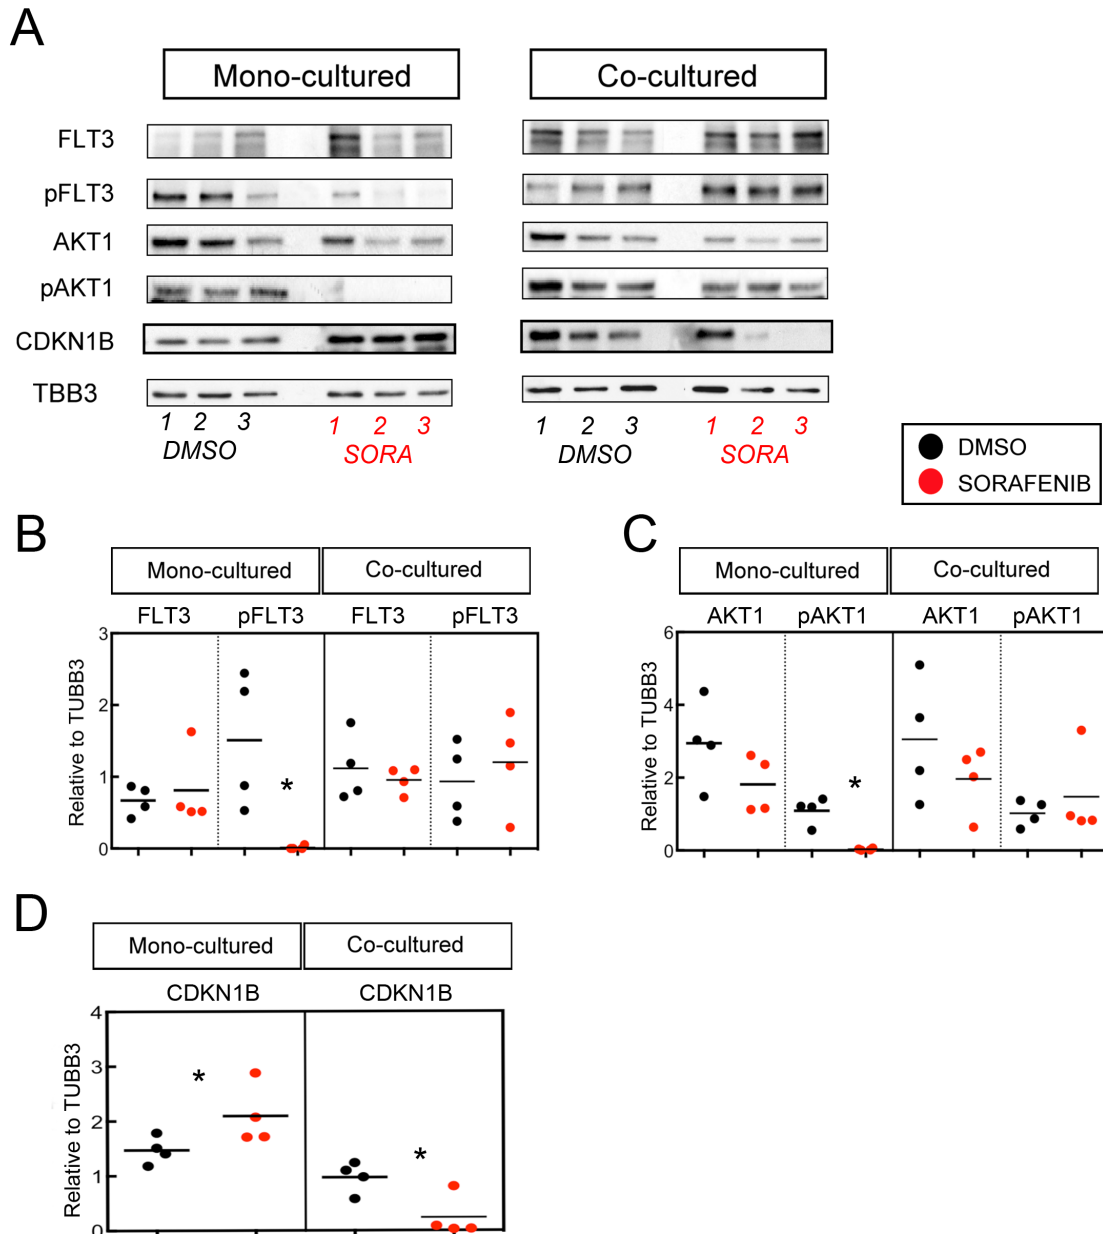 A
Mono-cultured Co-cultured
FLT3
pFLT3
AKT1
pAKT1
CDKN1B
TBB3
1 2 3 1 2 3 1 2 3 1 2 3
DMSO SORA DMSO SORA
DMSO
SORAFENIB
B
Mono-cultured Co-cultured
FLT3 pFLT3 FLT3 pFLT3
Relative to TUBB3
3
2
1
0
*
C
Mono-cultured Co-cultured
AKT1 pAKT1 AKT1 pAKT1
Relative to TUBB3
6
4
2
0
*
D
Mono-cultured Co-cultured
CDKN1B CDKN1B
Relative to TUBB3
4
3
2
1
0
* *